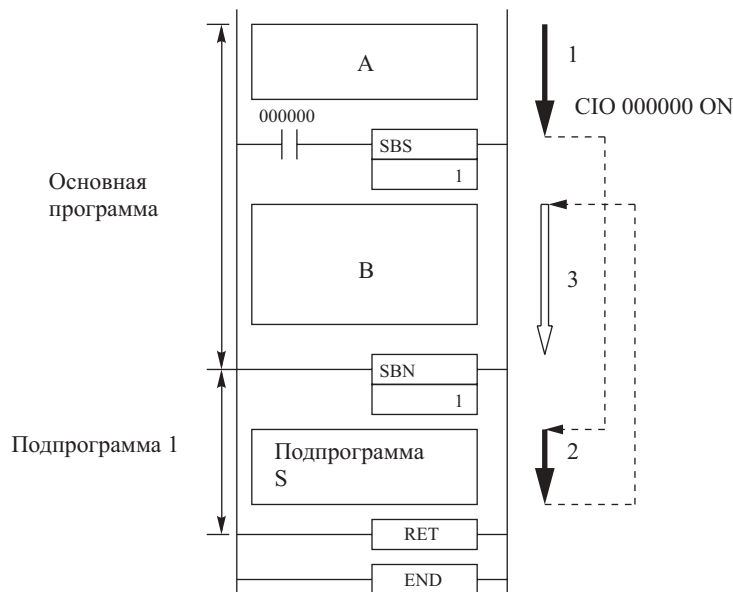 A
1
CIO 000000 ON
000000
SBS
1
Основная
программа
B
3
SBN
1
Подпрограмма 1
Подпрограмма
S
2
RET
END